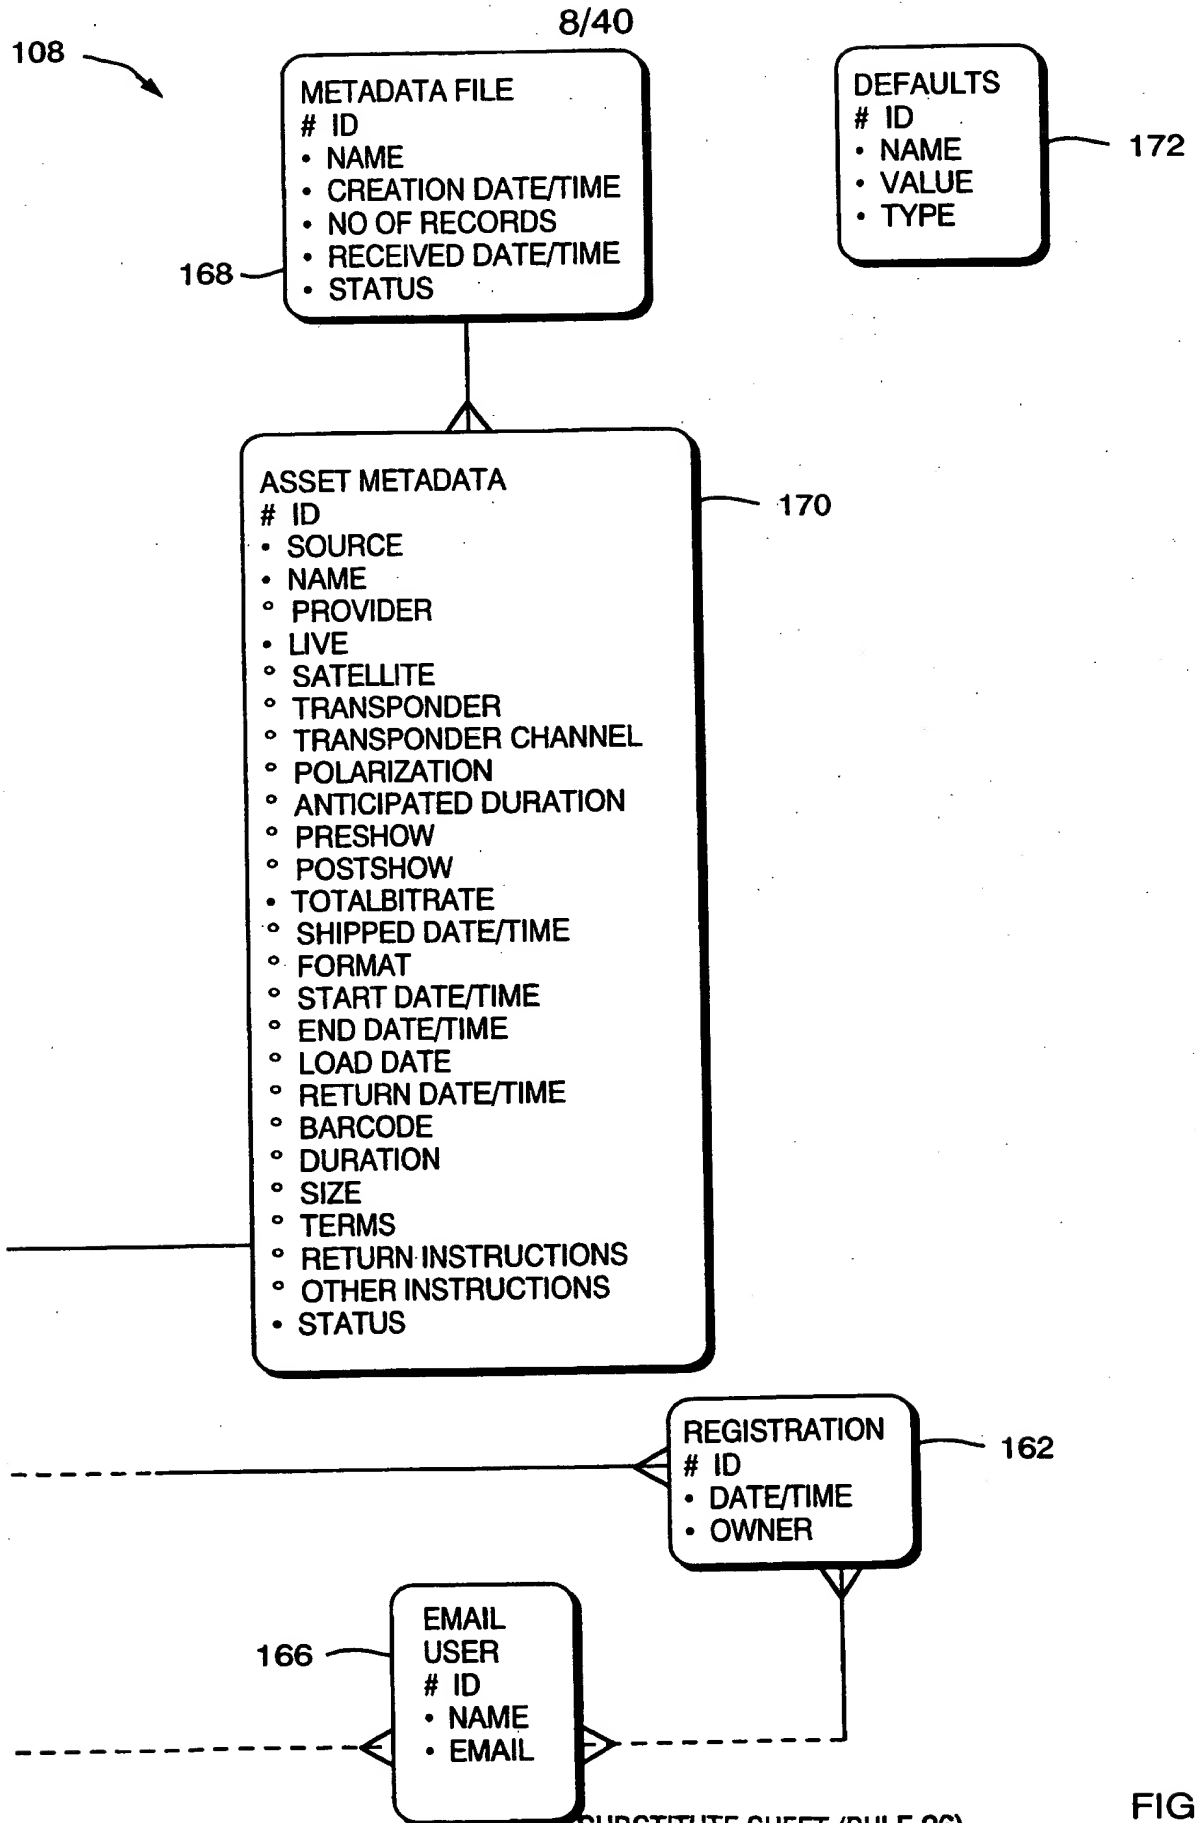 8/40
108
METADATA FILE
# ID
• NAME
• CREATION DATE/TIME
• NO OF RECORDS
• RECEIVED DATE/TIME
• STATUS
168
DEFAULTS
# ID
• NAME
• VALUE
• TYPE
172
ASSET METADATA
# ID
• SOURCE
• NAME
° PROVIDER
• LIVE
° SATELLITE
° TRANSPONDER
° TRANSPONDER CHANNEL
° POLARIZATION
° ANTICIPATED DURATION
° PRESHOW
° POSTSHOW
• TOTALBITRATE
° SHIPPED DATE/TIME
° FORMAT
° START DATE/TIME
° END DATE/TIME
° LOAD DATE
° RETURN DATE/TIME
° BARCODE
° DURATION
° SIZE
° TERMS
° RETURN INSTRUCTIONS
° OTHER INSTRUCTIONS
• STATUS
170
REGISTRATION
# ID
• DATE/TIME
• OWNER
162
EMAIL
USER
# ID
• NAME
• EMAIL
166
SUBSTITUTE SHEET (RULE 26)
FIG